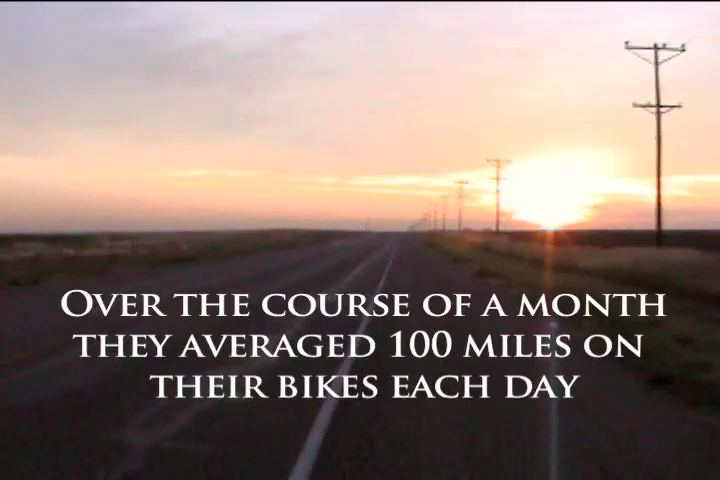 Over the course of a month
they averaged 100 miles on
their bikes each day